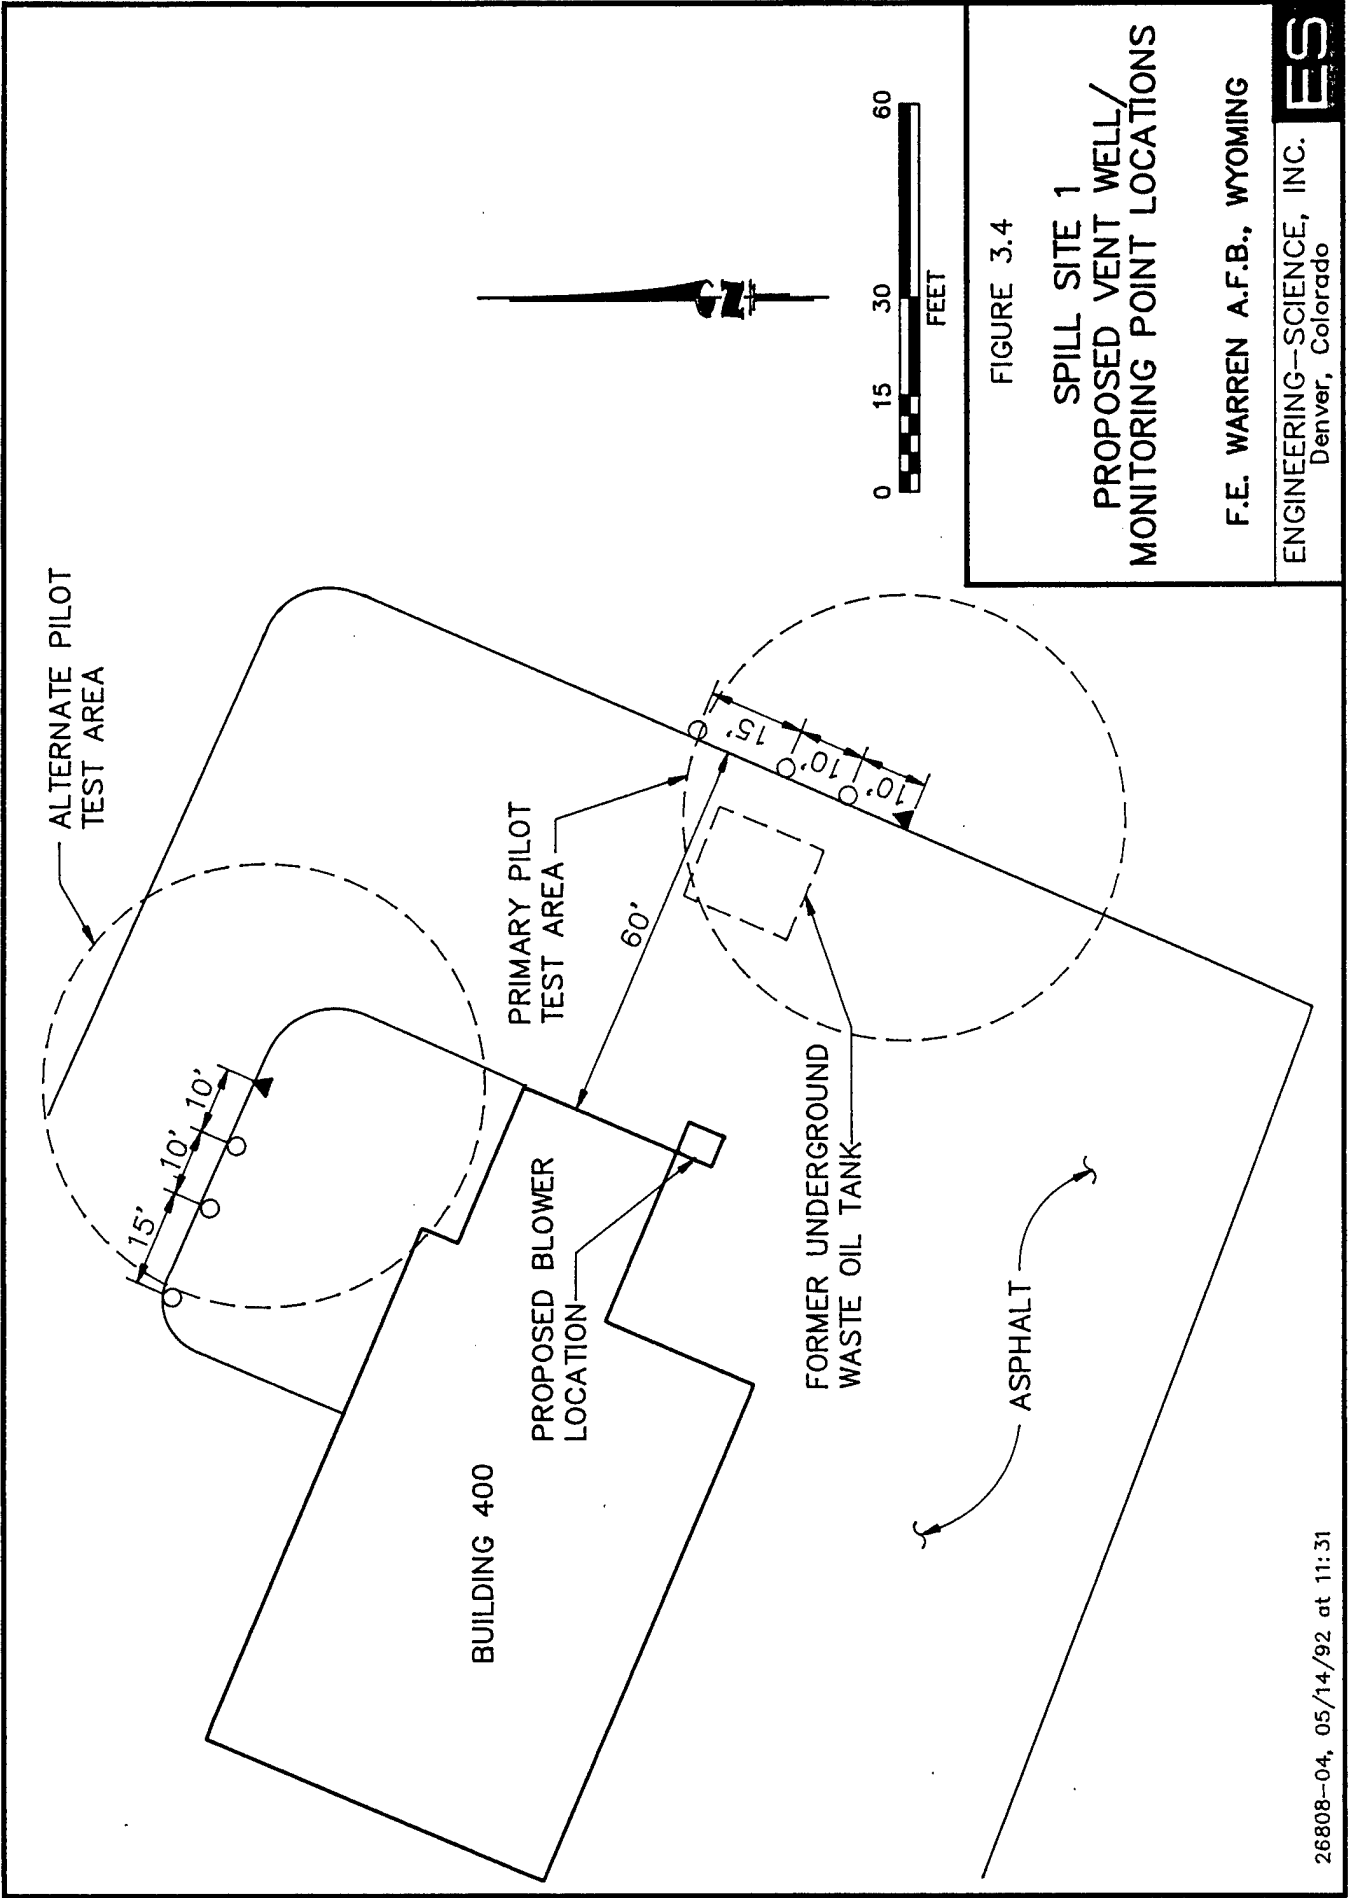 ALTERNATE PILOT
TEST AREA
15'
10'
10'
PRIMARY PILOT
TEST AREA
60'
15'
10'
10'
BUILDING 400
PROPOSED BLOWER
LOCATION
FORMER UNDERGROUND
WASTE OIL TANK
ASPHALT
N
0 15 30 60
FEET
FIGURE 3.4
SPILL SITE 1
PROPOSED VENT WELL/
MONITORING POINT LOCATIONS
F.E. WARREN A.F.B., WYOMING
ENGINEERING-SCIENCE, INC.
Denver, Colorado
ES
26808-04, 05/14/92 at 11:31